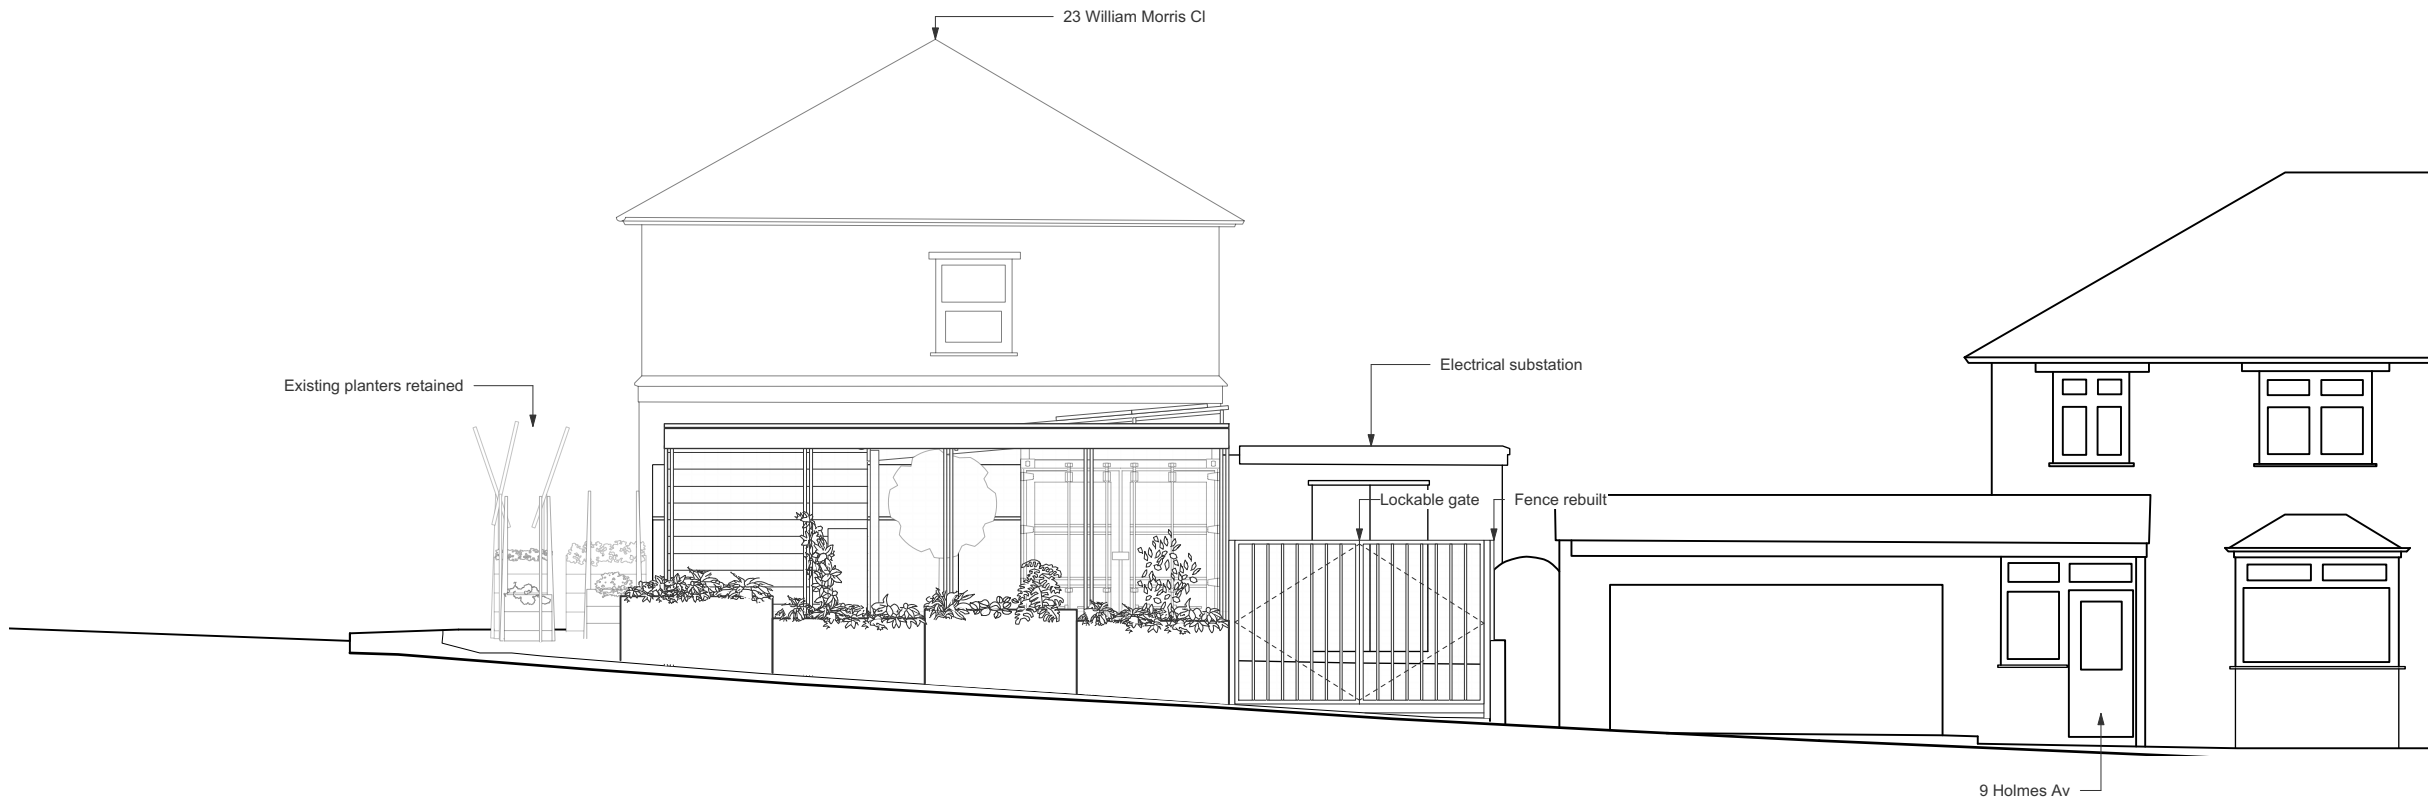 23 William Morris Cl
Electrical substation
Existing planters retained
Lockable gate
Fence rebuilt
9 Holmes Av